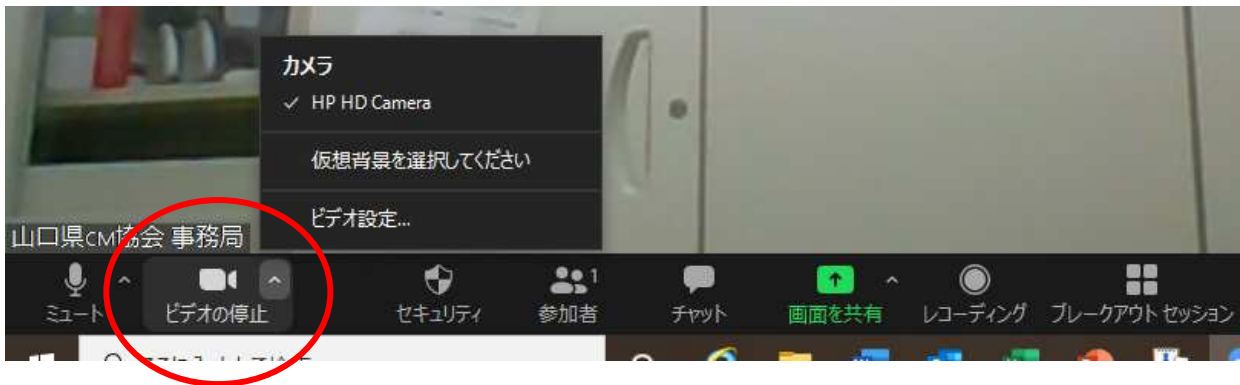 カメラ
✓ HP HD Camera
仮想背景を選択してください
ビデオ設定...
山口県CM協会 事務局
1
ミュート ビデオの停止 セキュリティ 参加者 チャット 画面を共有 レコーディング ブレークアウト セッション